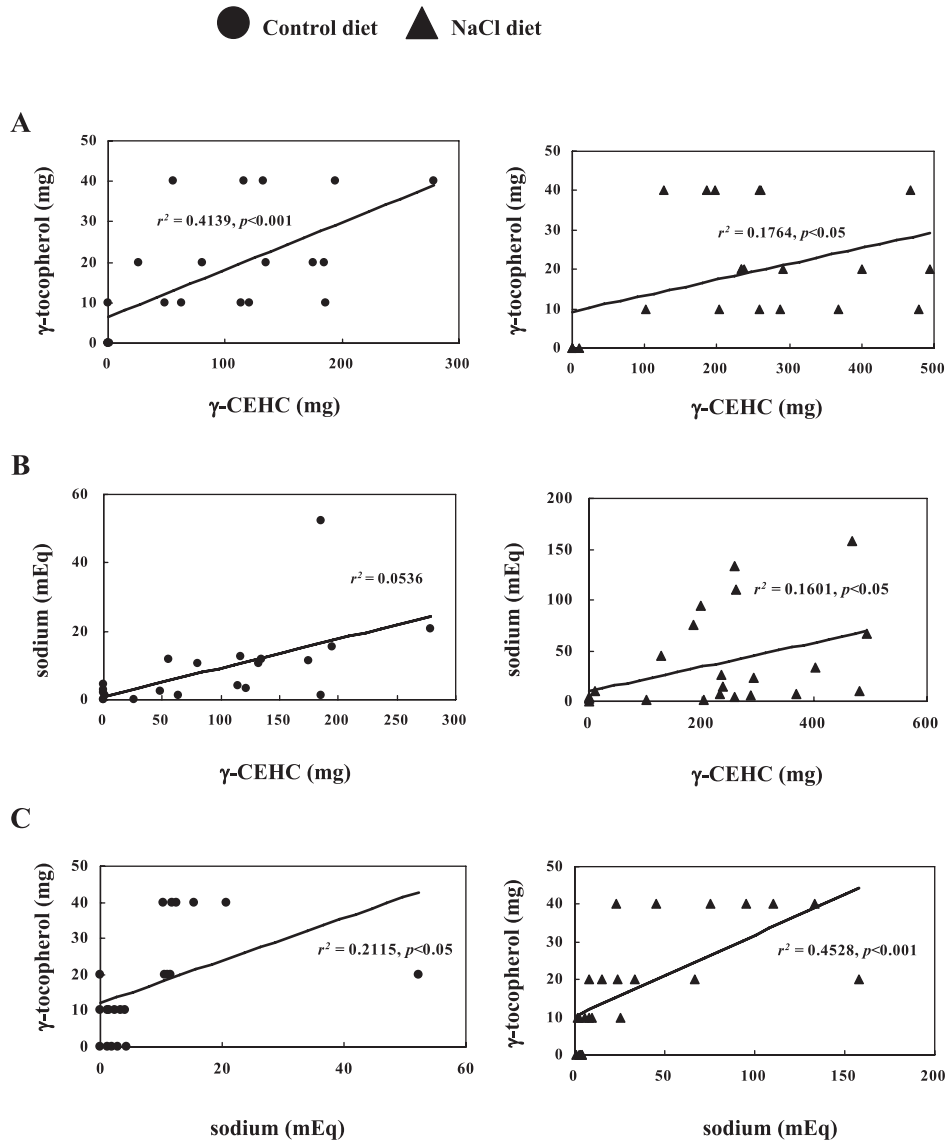 Control diet NaCl diet
A
γ-tocopherol (mg)
50
40
30
20
10
0
r² = 0.4139, p<0.001
0 100 200 300
γ-CEHC (mg)
γ-tocopherol (mg)
50
40
30
20
10
0
r² = 0.1764, p<0.05
0 100 200 300 400 500
γ-CEHC (mg)
B
sodium (mEq)
60
40
20
0
r² = 0.0536
0 50 100 150 200 250 300
γ-CEHC (mg)
sodium (mEq)
200
150
100
50
0
r² = 0.1601, p<0.05
0 200 400 600
γ-CEHC (mg)
C
γ-tocopherol (mg)
50
40
30
20
10
0
r² = 0.2115, p<0.05
0 20 40 60
sodium (mEq)
γ-tocopherol (mg)
50
40
30
20
10
0
r² = 0.4528, p<0.001
0 50 100 150 200
sodium (mEq)